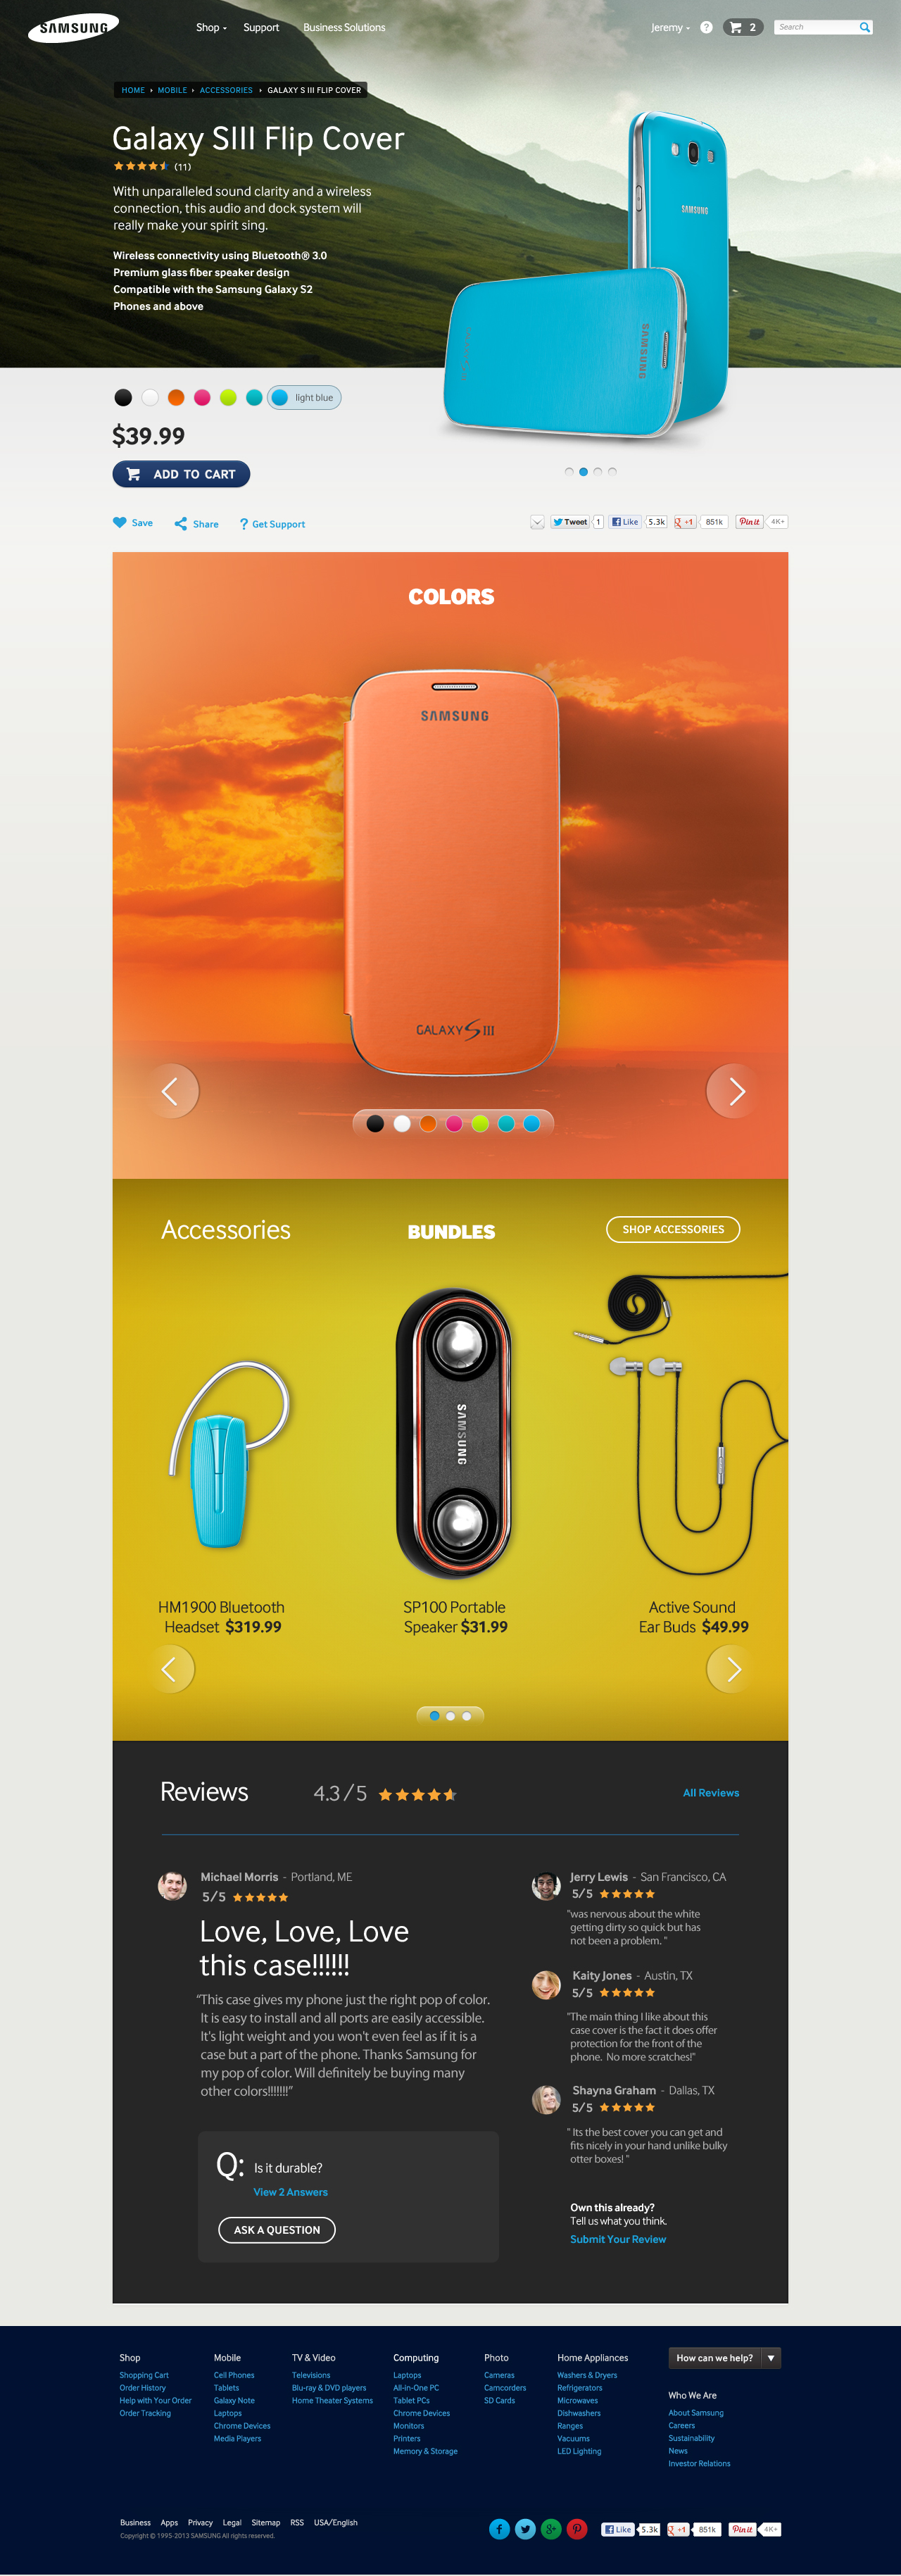 SAMSUNG
Shop
Support
Business Solutions
Jeremy
?
2
Search
HOME
MOBILE
ACCESSORIES
GALAXY S III FLIP COVER
Galaxy SIII Flip Cover
(11)
With unparalleled sound clarity and a wireless
connection, this audio and dock system will
really make your spirit sing.
Wireless connectivity using Bluetooth® 3.0
Premium glass fiber speaker design
Compatible with the Samsung Galaxy S2
Phones and above
SAMSUNG
SAMSUNG
light blue
$39.99
ADD TO CART
Save
Share
? Get Support
Tweet 1
Like 5.3k
+1 851k
Pin it 4K+
COLORS
SAMSUNG
GALAXY S III
Accessories
BUNDLES
SHOP ACCESSORIES
SAMSUNG
HM1900 Bluetooth
Headset $319.99
SP100 Portable
Speaker $31.99
Active Sound
Ear Buds $49.99
Reviews
4.3/5
All Reviews
Michael Morris - Portland, ME
5/5
Love, Love, Love
this case!!!!!!
“This case gives my phone just the right pop of color.
It is easy to install and all ports are easily accessible.
It's light weight and you won't even feel as if it is a
case but a part of the phone. Thanks Samsung for
my pop of color. Will definitely be buying many
other colors!!!!!!!”
Q: Is it durable?
View 2 Answers
ASK A QUESTION
Jerry Lewis - San Francisco, CA
5/5
"was nervous about the white
getting dirty so quick but has
not been a problem. "
Kaity Jones - Austin, TX
5/5
"The main thing I like about this
case cover is the fact it does offer
protection for the front of the
phone. No more scratches!"
Shayna Graham - Dallas, TX
5/5
" Its the best cover you can get and
fits nicely in your hand unlike bulky
otter boxes! "
Own this already?
Tell us what you think.
Submit Your Review
Shop
Shopping Cart
Order History
Help with Your Order
Order Tracking
Mobile
Cell Phones
Tablets
Galaxy Note
Laptops
Chrome Devices
Media Players
TV & Video
Televisions
Blu-ray & DVD players
Home Theater Systems
Computing
Laptops
All-in-One PC
Tablet PCs
Chrome Devices
Monitors
Printers
Memory & Storage
Photo
Cameras
Camcorders
SD Cards
Home Appliances
Washers & Dryers
Refrigerators
Microwaves
Dishwashers
Ranges
Vacuums
LED Lighting
How can we help?
Who We Are
About Samsung
Careers
Sustainability
News
Investor Relations
Business
Apps
Privacy
Legal
Sitemap
RSS
USA/English
Copyright © 1995-2013 SAMSUNG All rights reserved.
Like 5.3k
+1 851k
Pin it 4K+